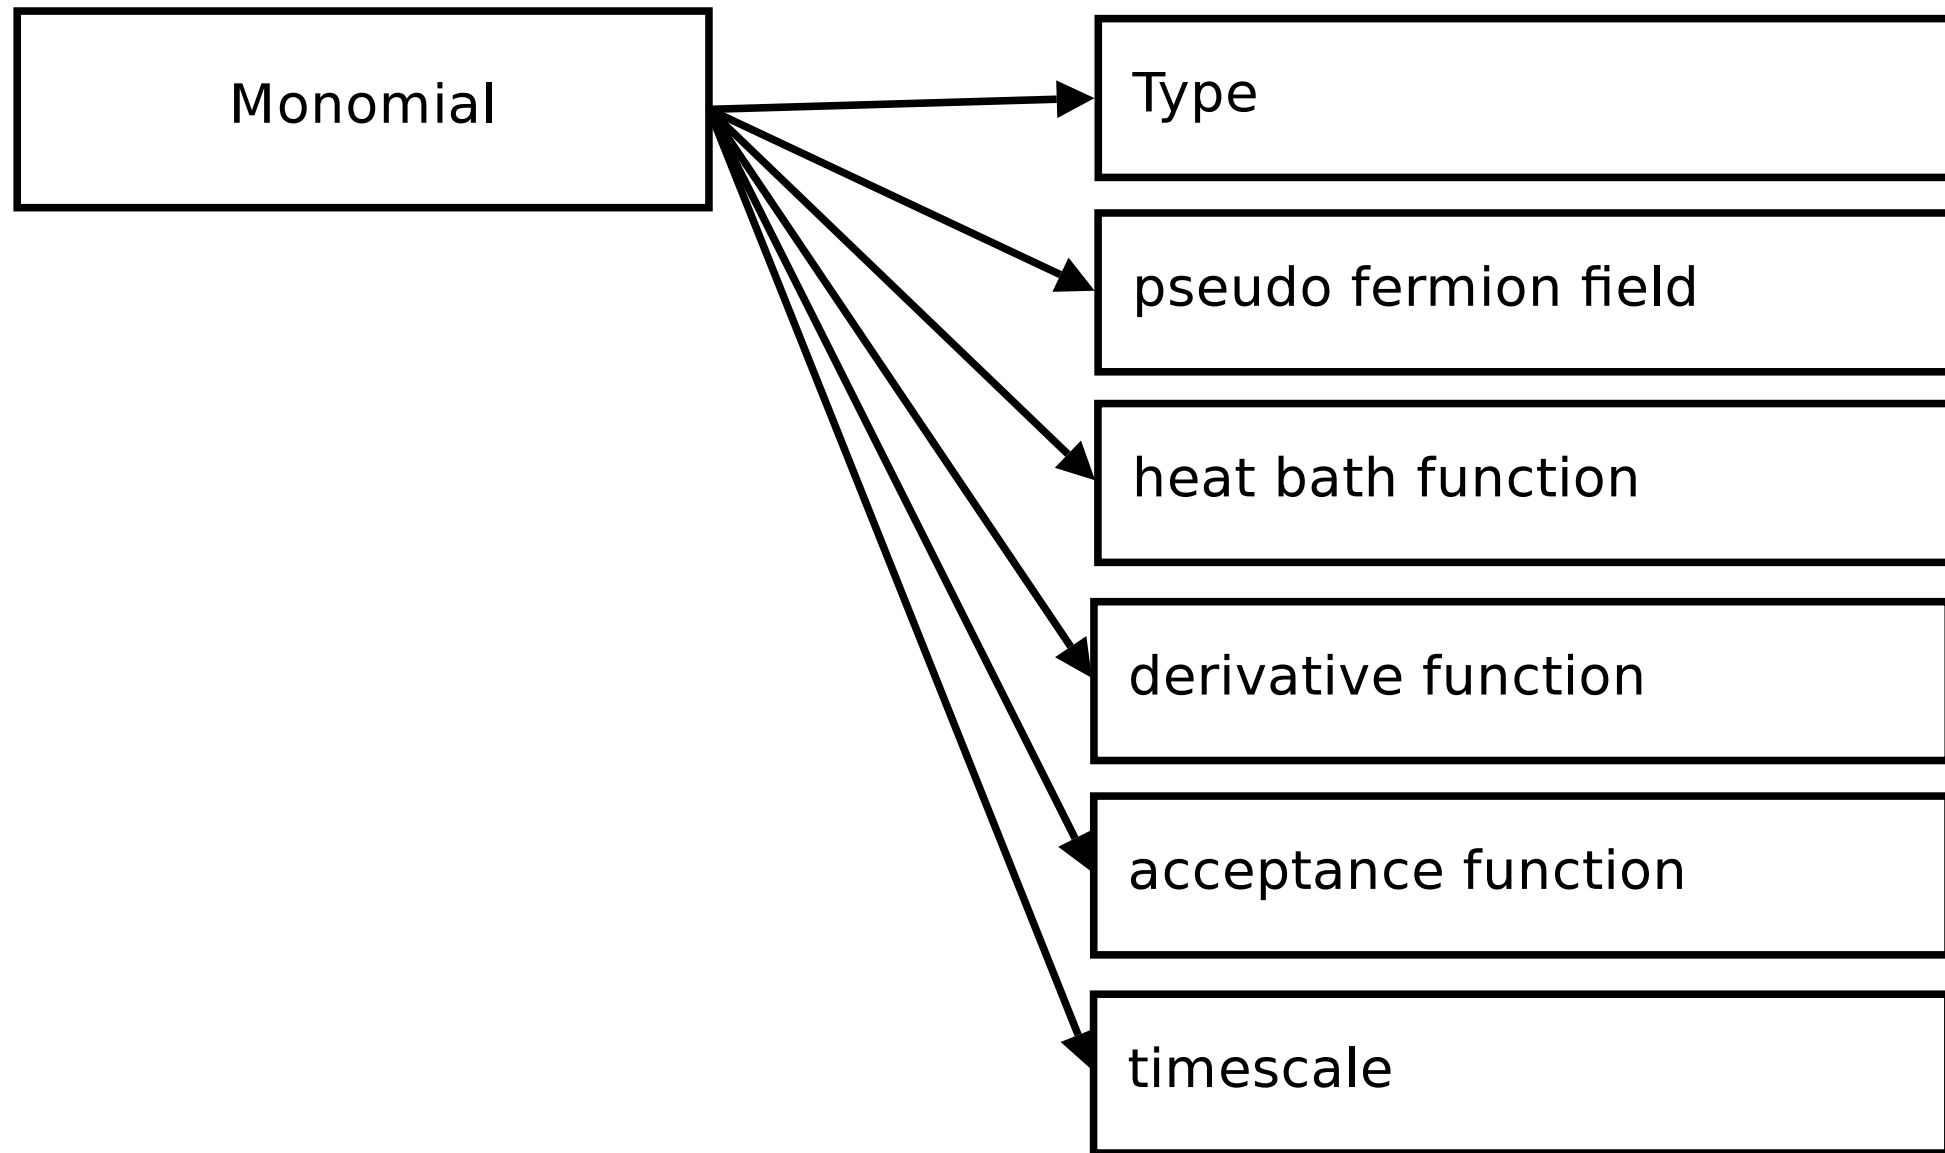 Monomial
Type
pseudo fermion field
heat bath function
derivative function
acceptance function
timescale